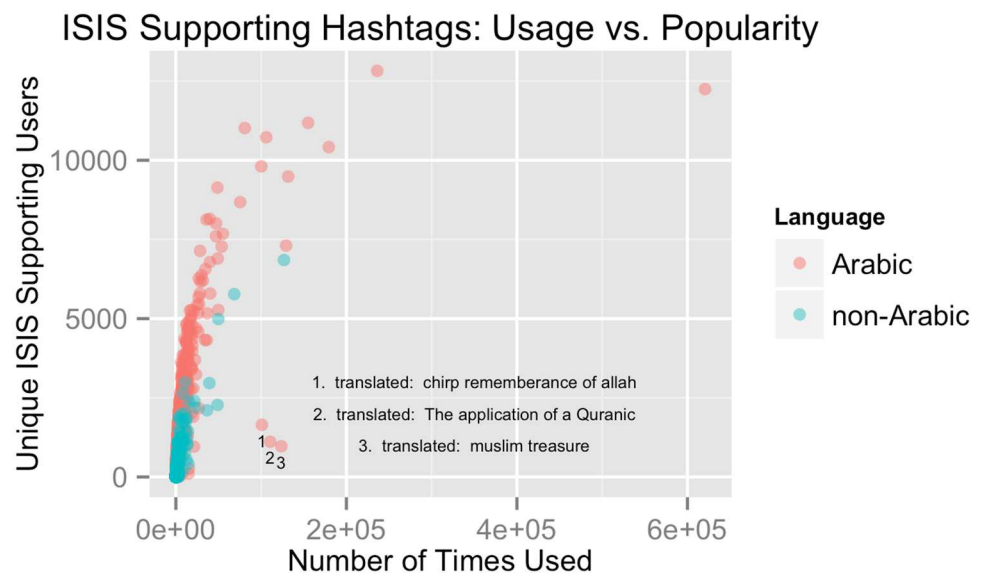 ISIS Supporting Hashtags: Usage vs. Popularity
Unique ISIS Supporting Users
10000
5000
0
1. translated: chirp rememberance of allah
2. translated: The application of a Quranic
3. translated: muslim treasure
1
2
3
0e+00
2e+05
4e+05
6e+05
Number of Times Used
Language
Arabic
non-Arabic